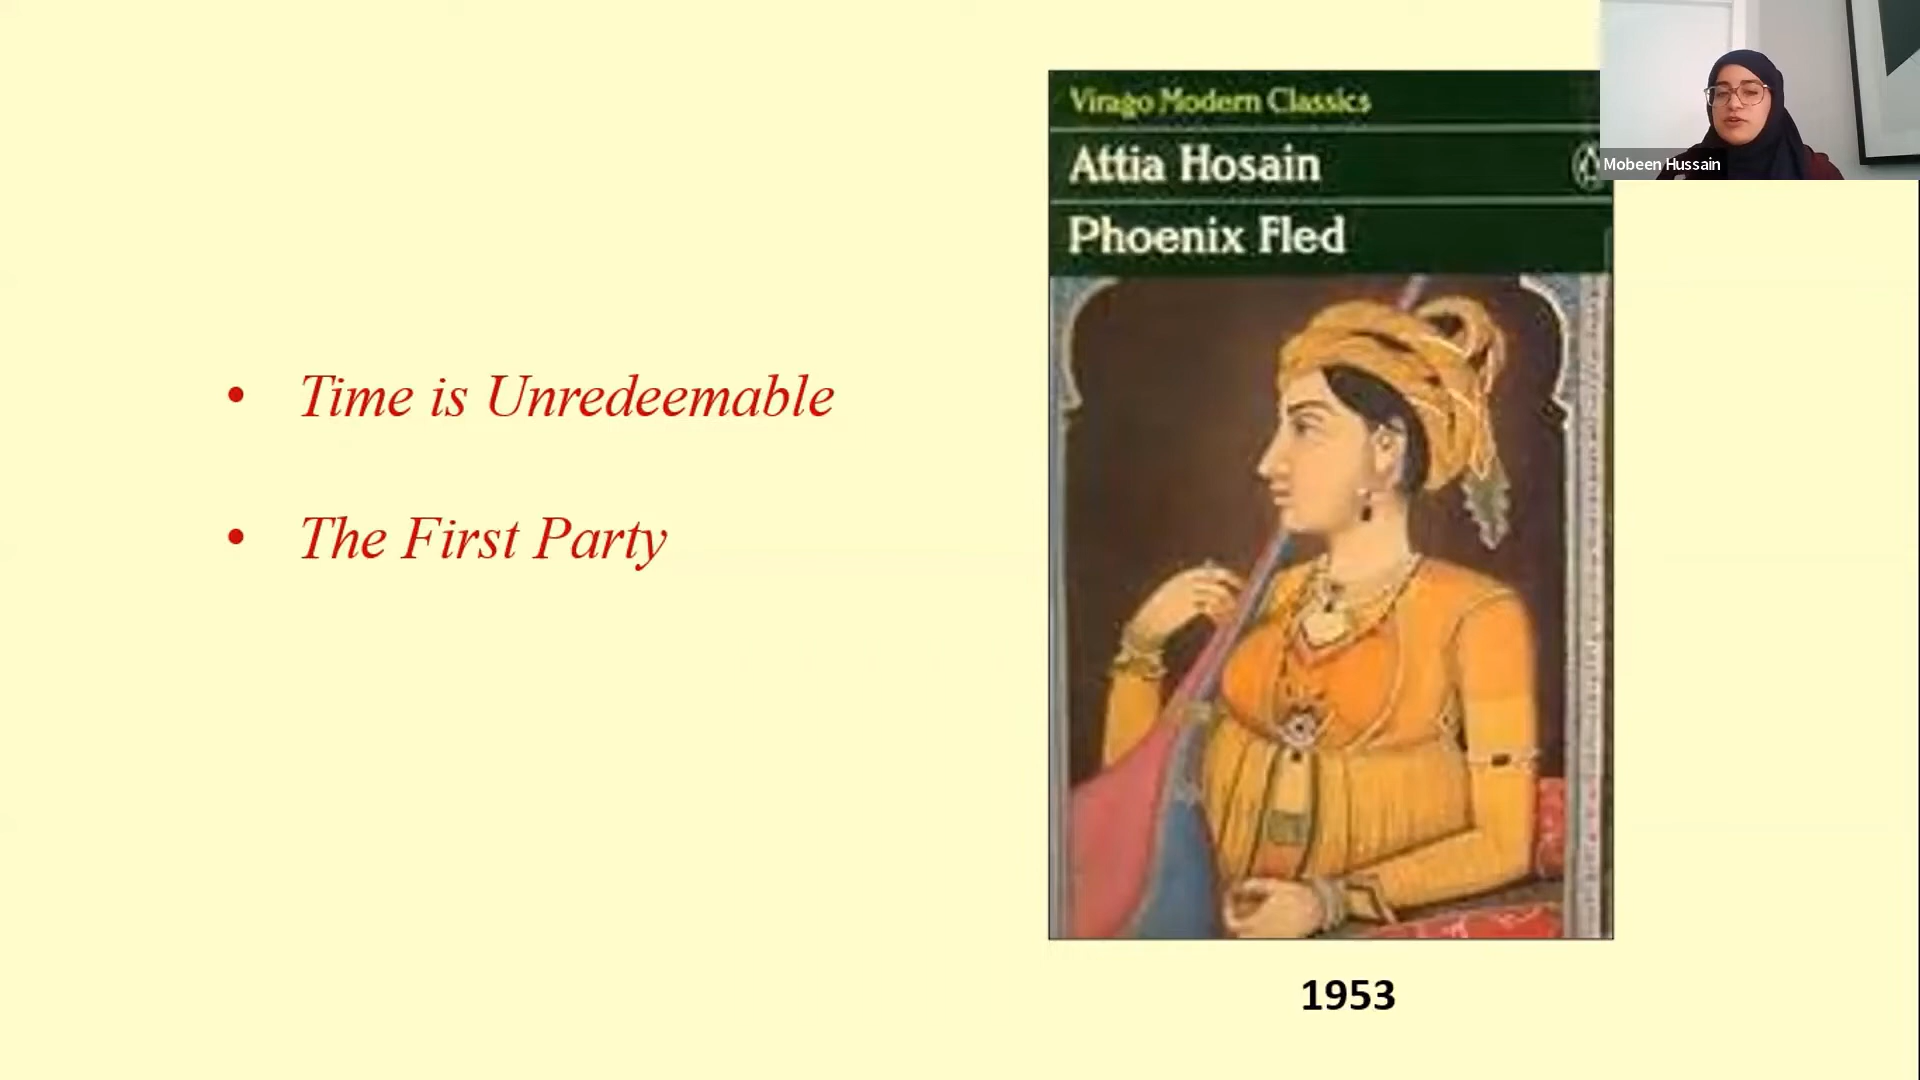 Virago Modern Classics
Attia Hosain
Phoenix Fled
Mobeen Hussain
• Time is Unredeemable
• The First Party
1953